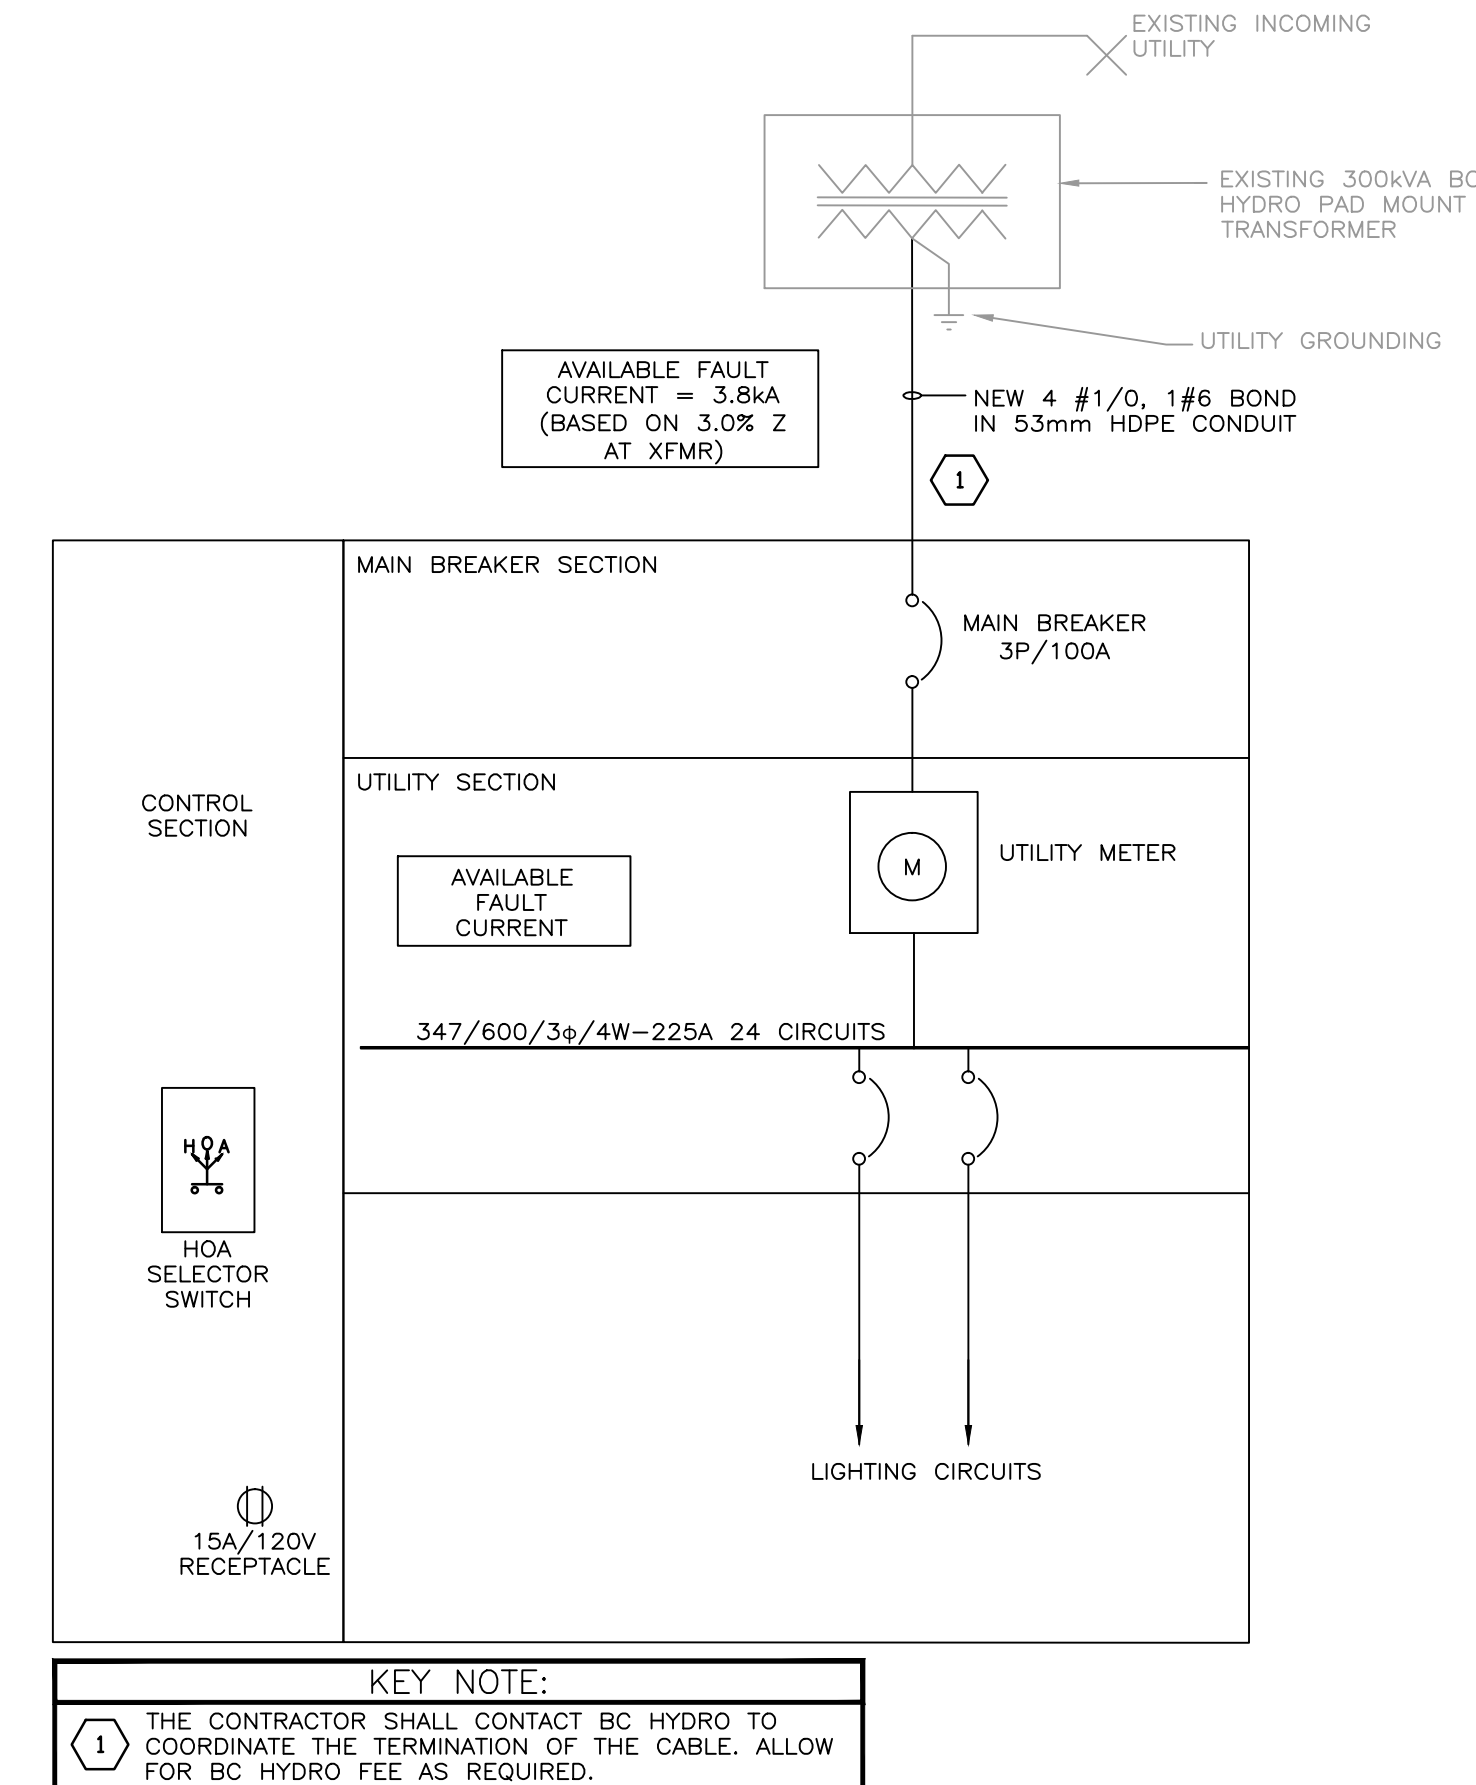 EXISTING INCOMING
UTILITY
EXISTING 300kVA BC
HYDRO PAD MOUNT
TRANSFORMER
UTILITY GROUNDING
AVAILABLE FAULT
CURRENT = 3.8kA
(BASED ON 3.0% Z
AT XFMR)
NEW 4 #1/0, 1#6 BOND
IN 53mm HDPE CONDUIT
1
MAIN BREAKER SECTION
MAIN BREAKER
3P/100A
UTILITY SECTION
CONTROL
SECTION
UTILITY METER
M
AVAILABLE
FAULT
CURRENT
347/600/3φ/4W-225A 24 CIRCUITS
H O A
HOA
SELECTOR
SWITCH
LIGHTING CIRCUITS
15A/120V
RECEPTACLE
KEY NOTE:
1
THE CONTRACTOR SHALL CONTACT BC HYDRO TO
COORDINATE THE TERMINATION OF THE CABLE. ALLOW
FOR BC HYDRO FEE AS REQUIRED.